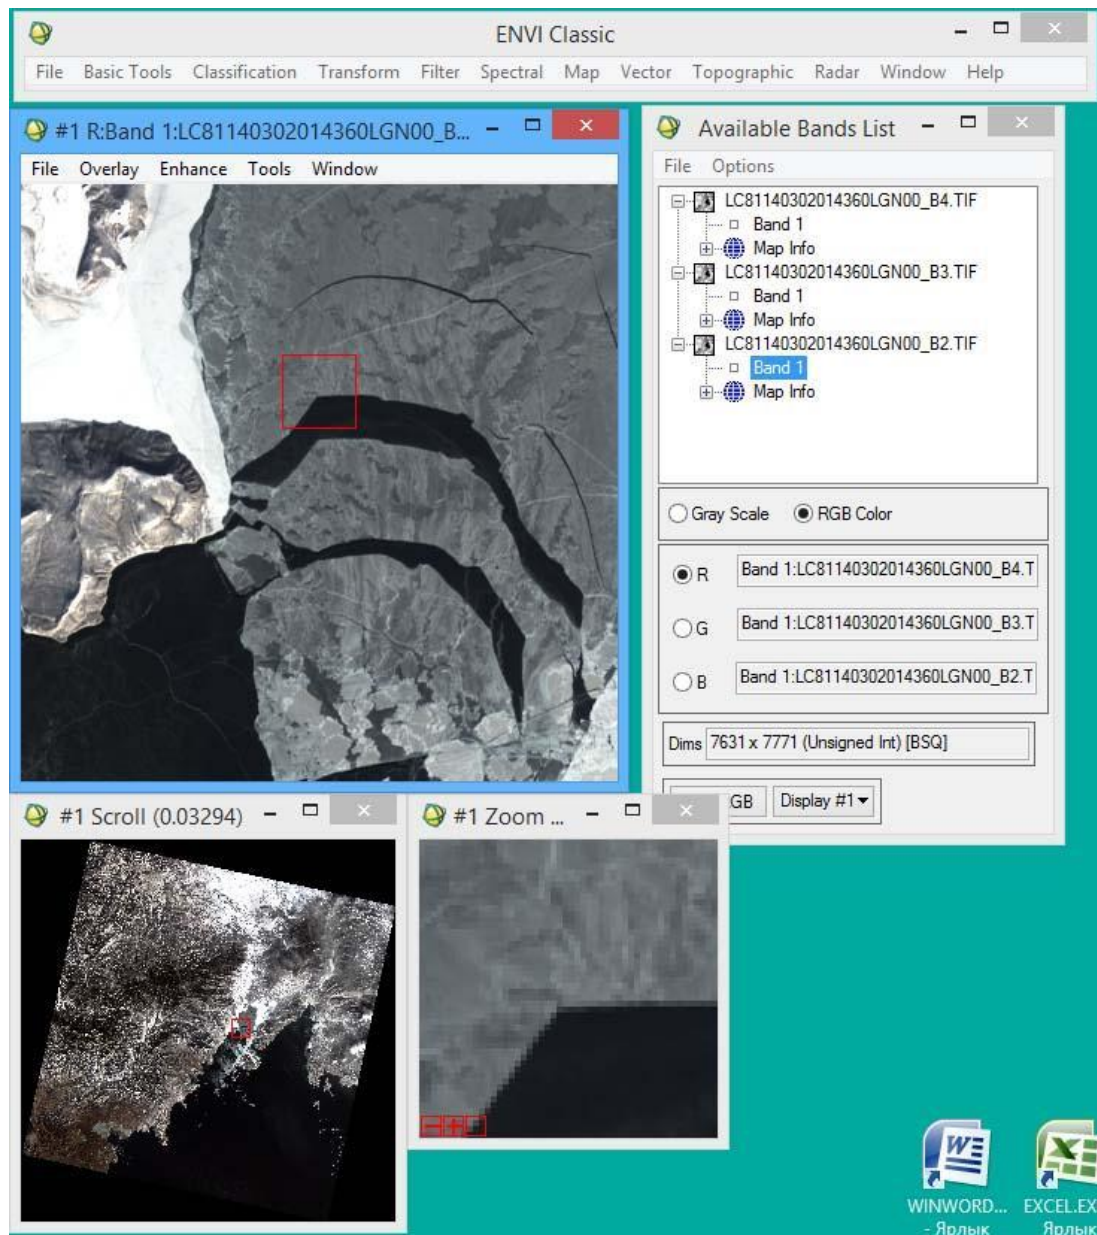 ENVI Classic
File Basic Tools Classification Transform Filter Spectral Map Vector Topographic Radar Window Help
#1 R:Band 1:LC81140302014360LGN00_B...
File Overlay Enhance Tools Window
Available Bands List
File Options
LC81140302014360LGN00_B4.TIF
Band 1
Map Info
LC81140302014360LGN00_B3.TIF
Band 1
Map Info
LC81140302014360LGN00_B2.TIF
Band 1
Map Info
Gray Scale RGB Color
R Band 1:LC81140302014360LGN00_B4.T
G Band 1:LC81140302014360LGN00_B3.T
B Band 1:LC81140302014360LGN00_B2.T
Dims 7631 x 7771 (Unsigned Int) [BSQ]
GB Display #1
#1 Scroll (0.03294)
#1 Zoom ...
WINWORD...
- Ярлык
EXCEL.EX
Ярлык